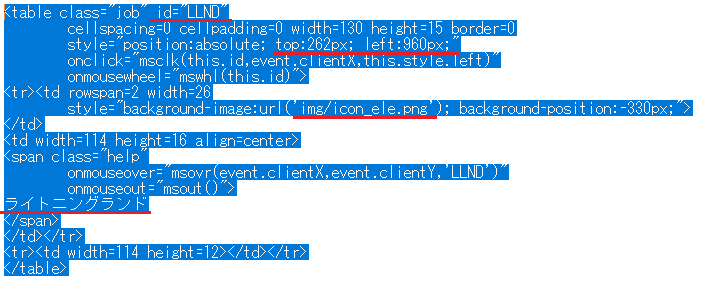 <table class="job" id="LLND"
cellspacing=0 cellpadding=0 width=130 height=15 border=0
style="position:absolute; top:262px; left:960px;"
onclick="msclk(this.id,event.clientX,this.style.left)"
onmousewheel="mswhl(this.id)">
<tr><td rowspan=2 width=26
style="background-image:url('img/icon_ele.png'); background-position:-330px;">
</td>
<td width=114 height=16 align=center>
<span class="help"
onmouseover="msovr(event.clientX,event.clientY,'LLND')"
onmouseout="msout()">
ライトニングランド
</span>
</td></tr>
<tr><td width=114 height=12></td></tr>
</table>